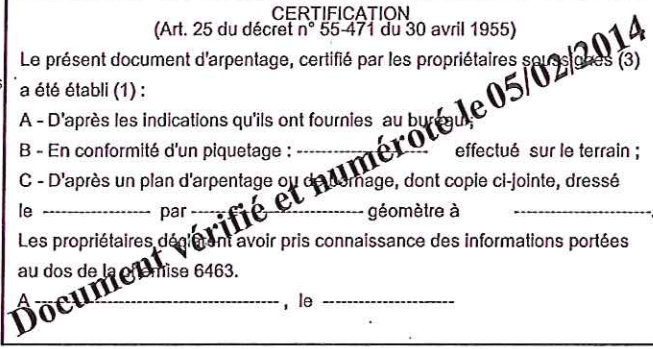 CERTIFICATION
(Art. 25 du décret n° 55-471 du 30 avril 1955)
Le présent document d'arpentage, certifié par les propriétaires soussignés (3)
a été établi (1) :
A - D'après les indications qu'ils ont fournies au bureau;
B - En conformité d'un piquetage : ---------------------- effectué sur le terrain ;
C - D'après un plan d'arpentage ou de bornage, dont copie ci-jointe, dressé
le ------------------ par ---------------------------- géomètre à -----------------------.
Les propriétaires déclarent avoir pris connaissance des informations portées
au dos de la chemise 6463.
A ----------------------------------------, le ----------------------
Document vérifié et numéroté le 05/02/2014